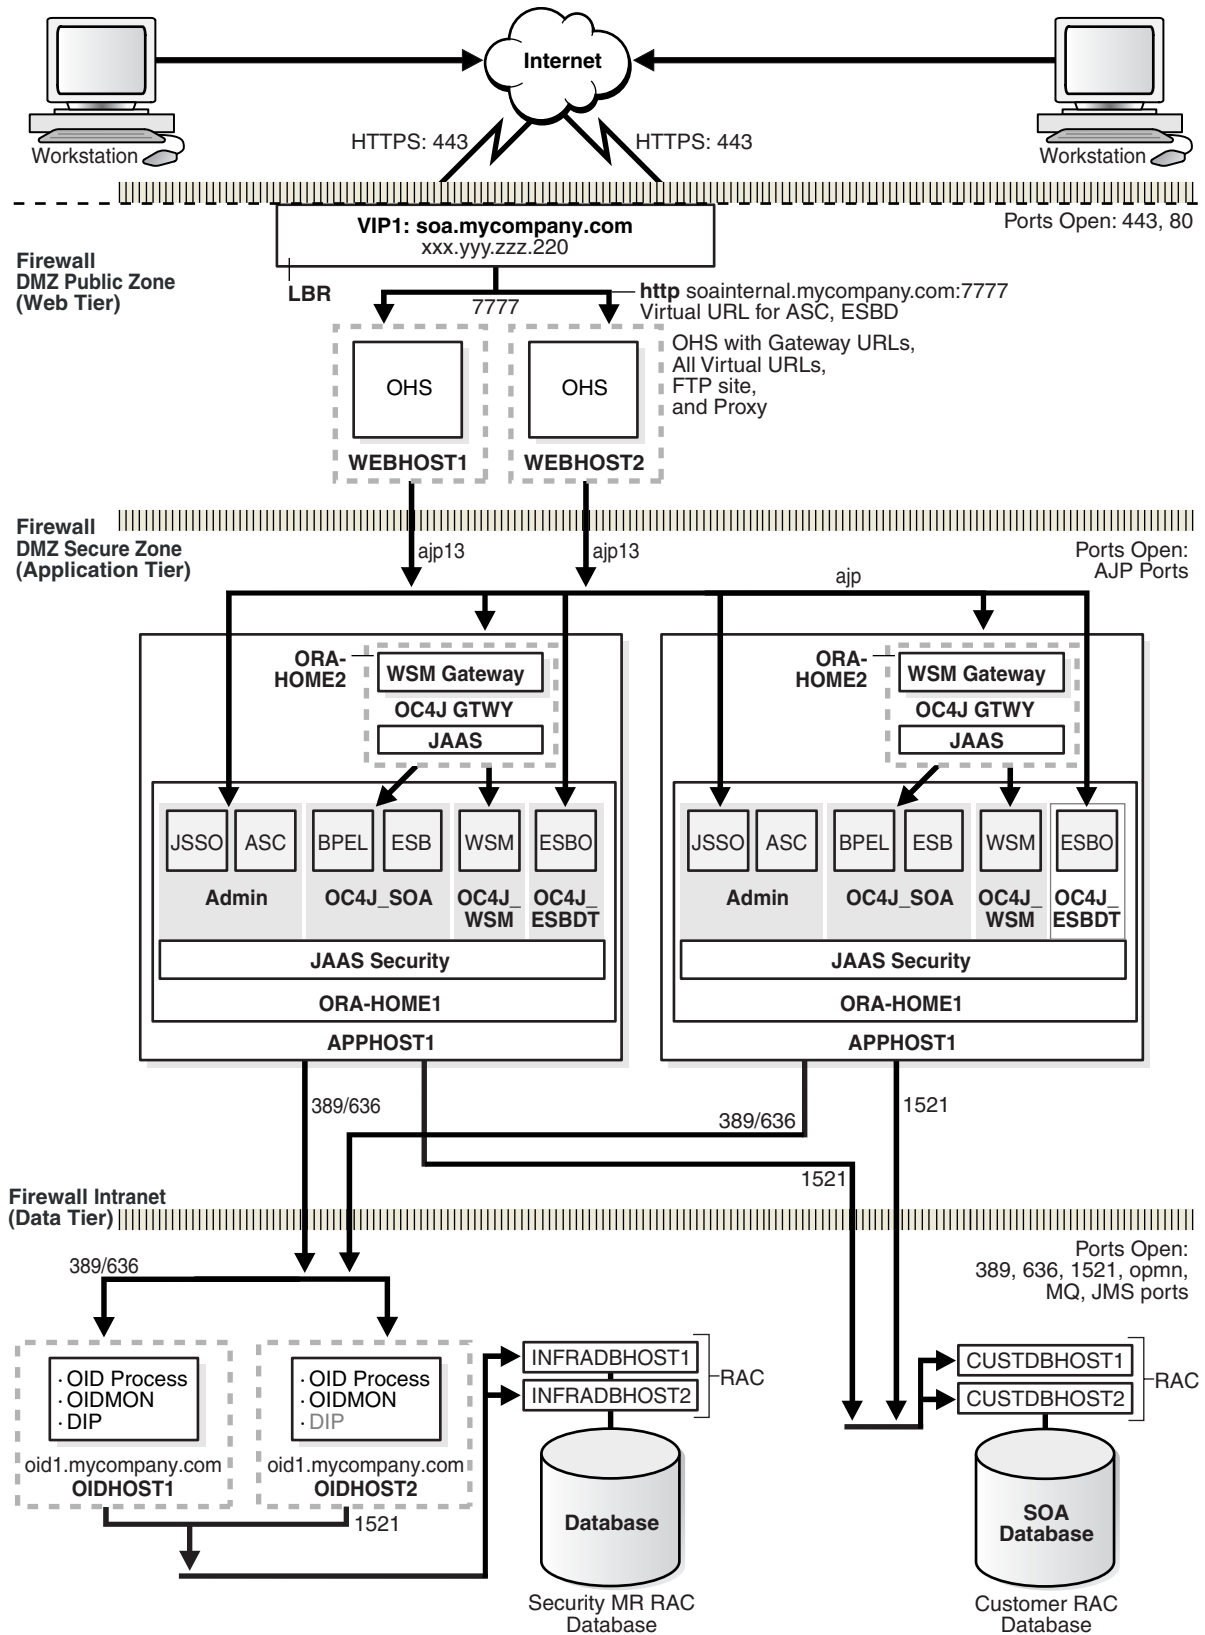 Internet
Workstation
HTTPS: 443
HTTPS: 443
Workstation
Ports Open: 443, 80
VIP1: soa.mycompany.com
xxx.yyy.zzz.220
Firewall
DMZ Public Zone
(Web Tier)
LBR
7777
http soainternal.mycompany.com:7777
Virtual URL for ASC, ESBD
OHS
OHS
OHS with Gateway URLs,
All Virtual URLs,
FTP site,
and Proxy
WEBHOST1
WEBHOST2
Firewall
DMZ Secure Zone
(Application Tier)
ajp13
ajp13
ajp
Ports Open:
AJP Ports
ORA-
HOME2
WSM Gateway
OC4J GTWY
JAAS
ORA-
HOME2
WSM Gateway
OC4J GTWY
JAAS
JSSO
ASC
BPEL
ESB
WSM
ESBO
Admin
OC4J_SOA
OC4J_
WSM
OC4J_
ESBDT
JAAS Security
ORA-HOME1
APPHOST1
JSSO
ASC
BPEL
ESB
WSM
ESBO
Admin
OC4J_SOA
OC4J_
WSM
OC4J_
ESBDT
JAAS Security
ORA-HOME1
APPHOST1
389/636
389/636
1521
1521
Firewall Intranet
(Data Tier)
Ports Open:
389, 636, 1521, opmn,
MQ, JMS ports
389/636
· OID Process
· OIDMON
· DIP
oid1.mycompany.com
OIDHOST1
· OID Process
· OIDMON
· DIP
oid1.mycompany.com
OIDHOST2
1521
INFRADBHOST1
INFRADBHOST2
RAC
Database
Security MR RAC
Database
CUSTDBHOST1
CUSTDBHOST2
RAC
SOA
Database
Customer RAC
Database